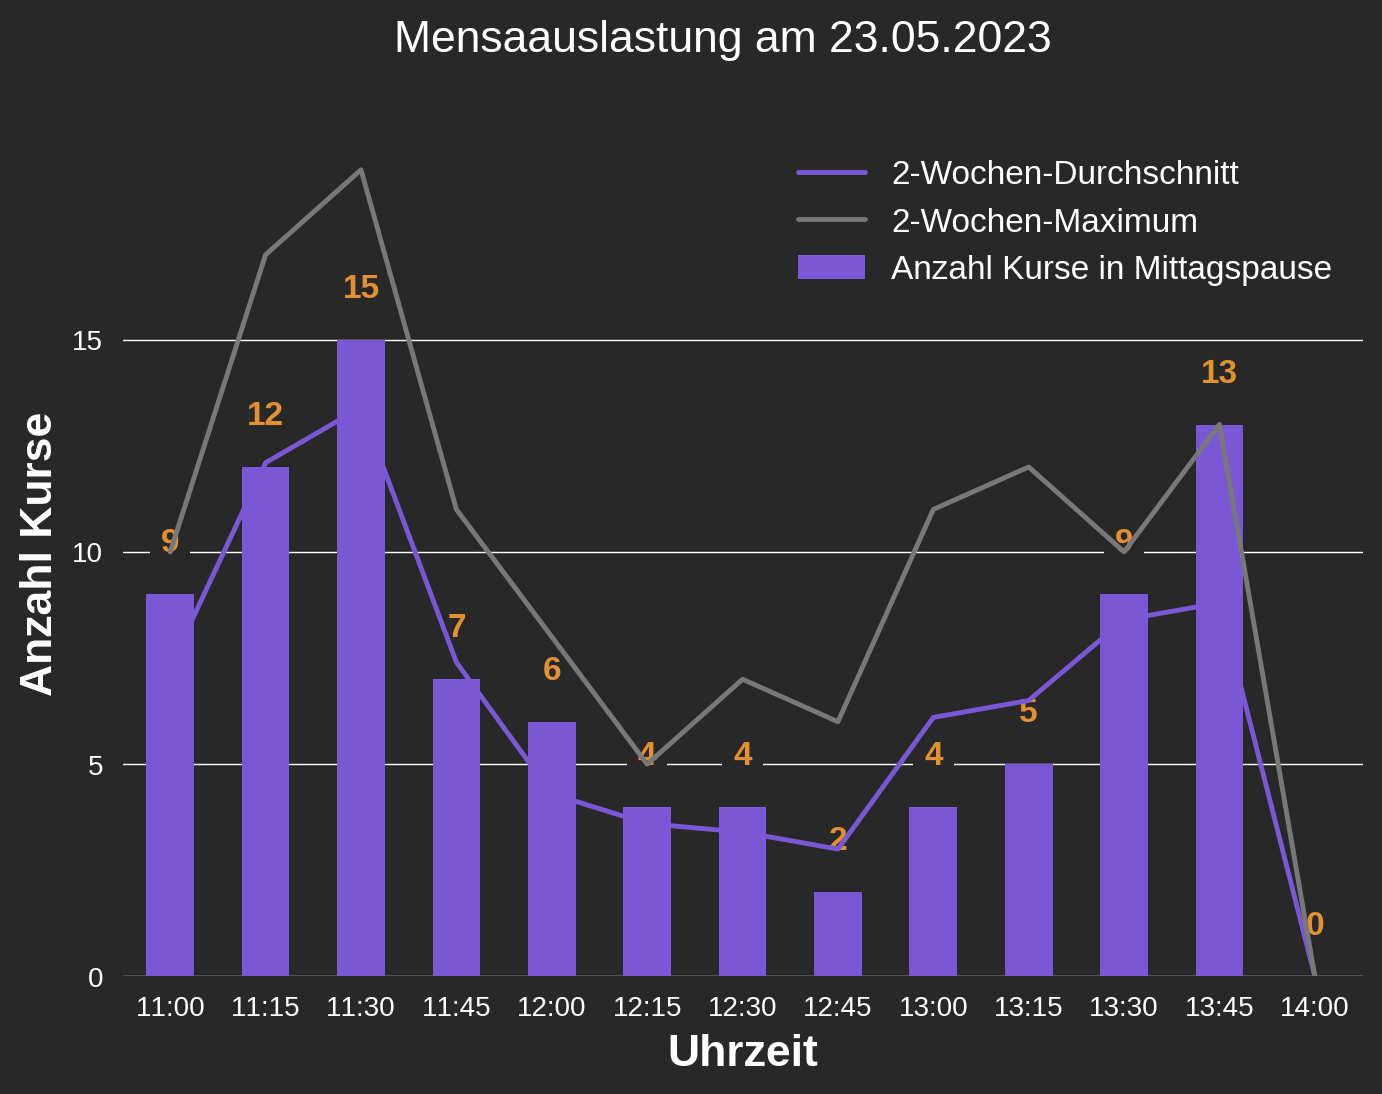 Mensaauslastung am 23.05.2023
2-Wochen-Durchschnitt
2-Wochen-Maximum
Anzahl Kurse in Mittagspause
Anzahl Kurse
15
10
5
0
9
12
15
7
6
4
4
2
4
5
9
13
0
11:00 11:15 11:30 11:45 12:00 12:15 12:30 12:45 13:00 13:15 13:30 13:45 14:00
Uhrzeit